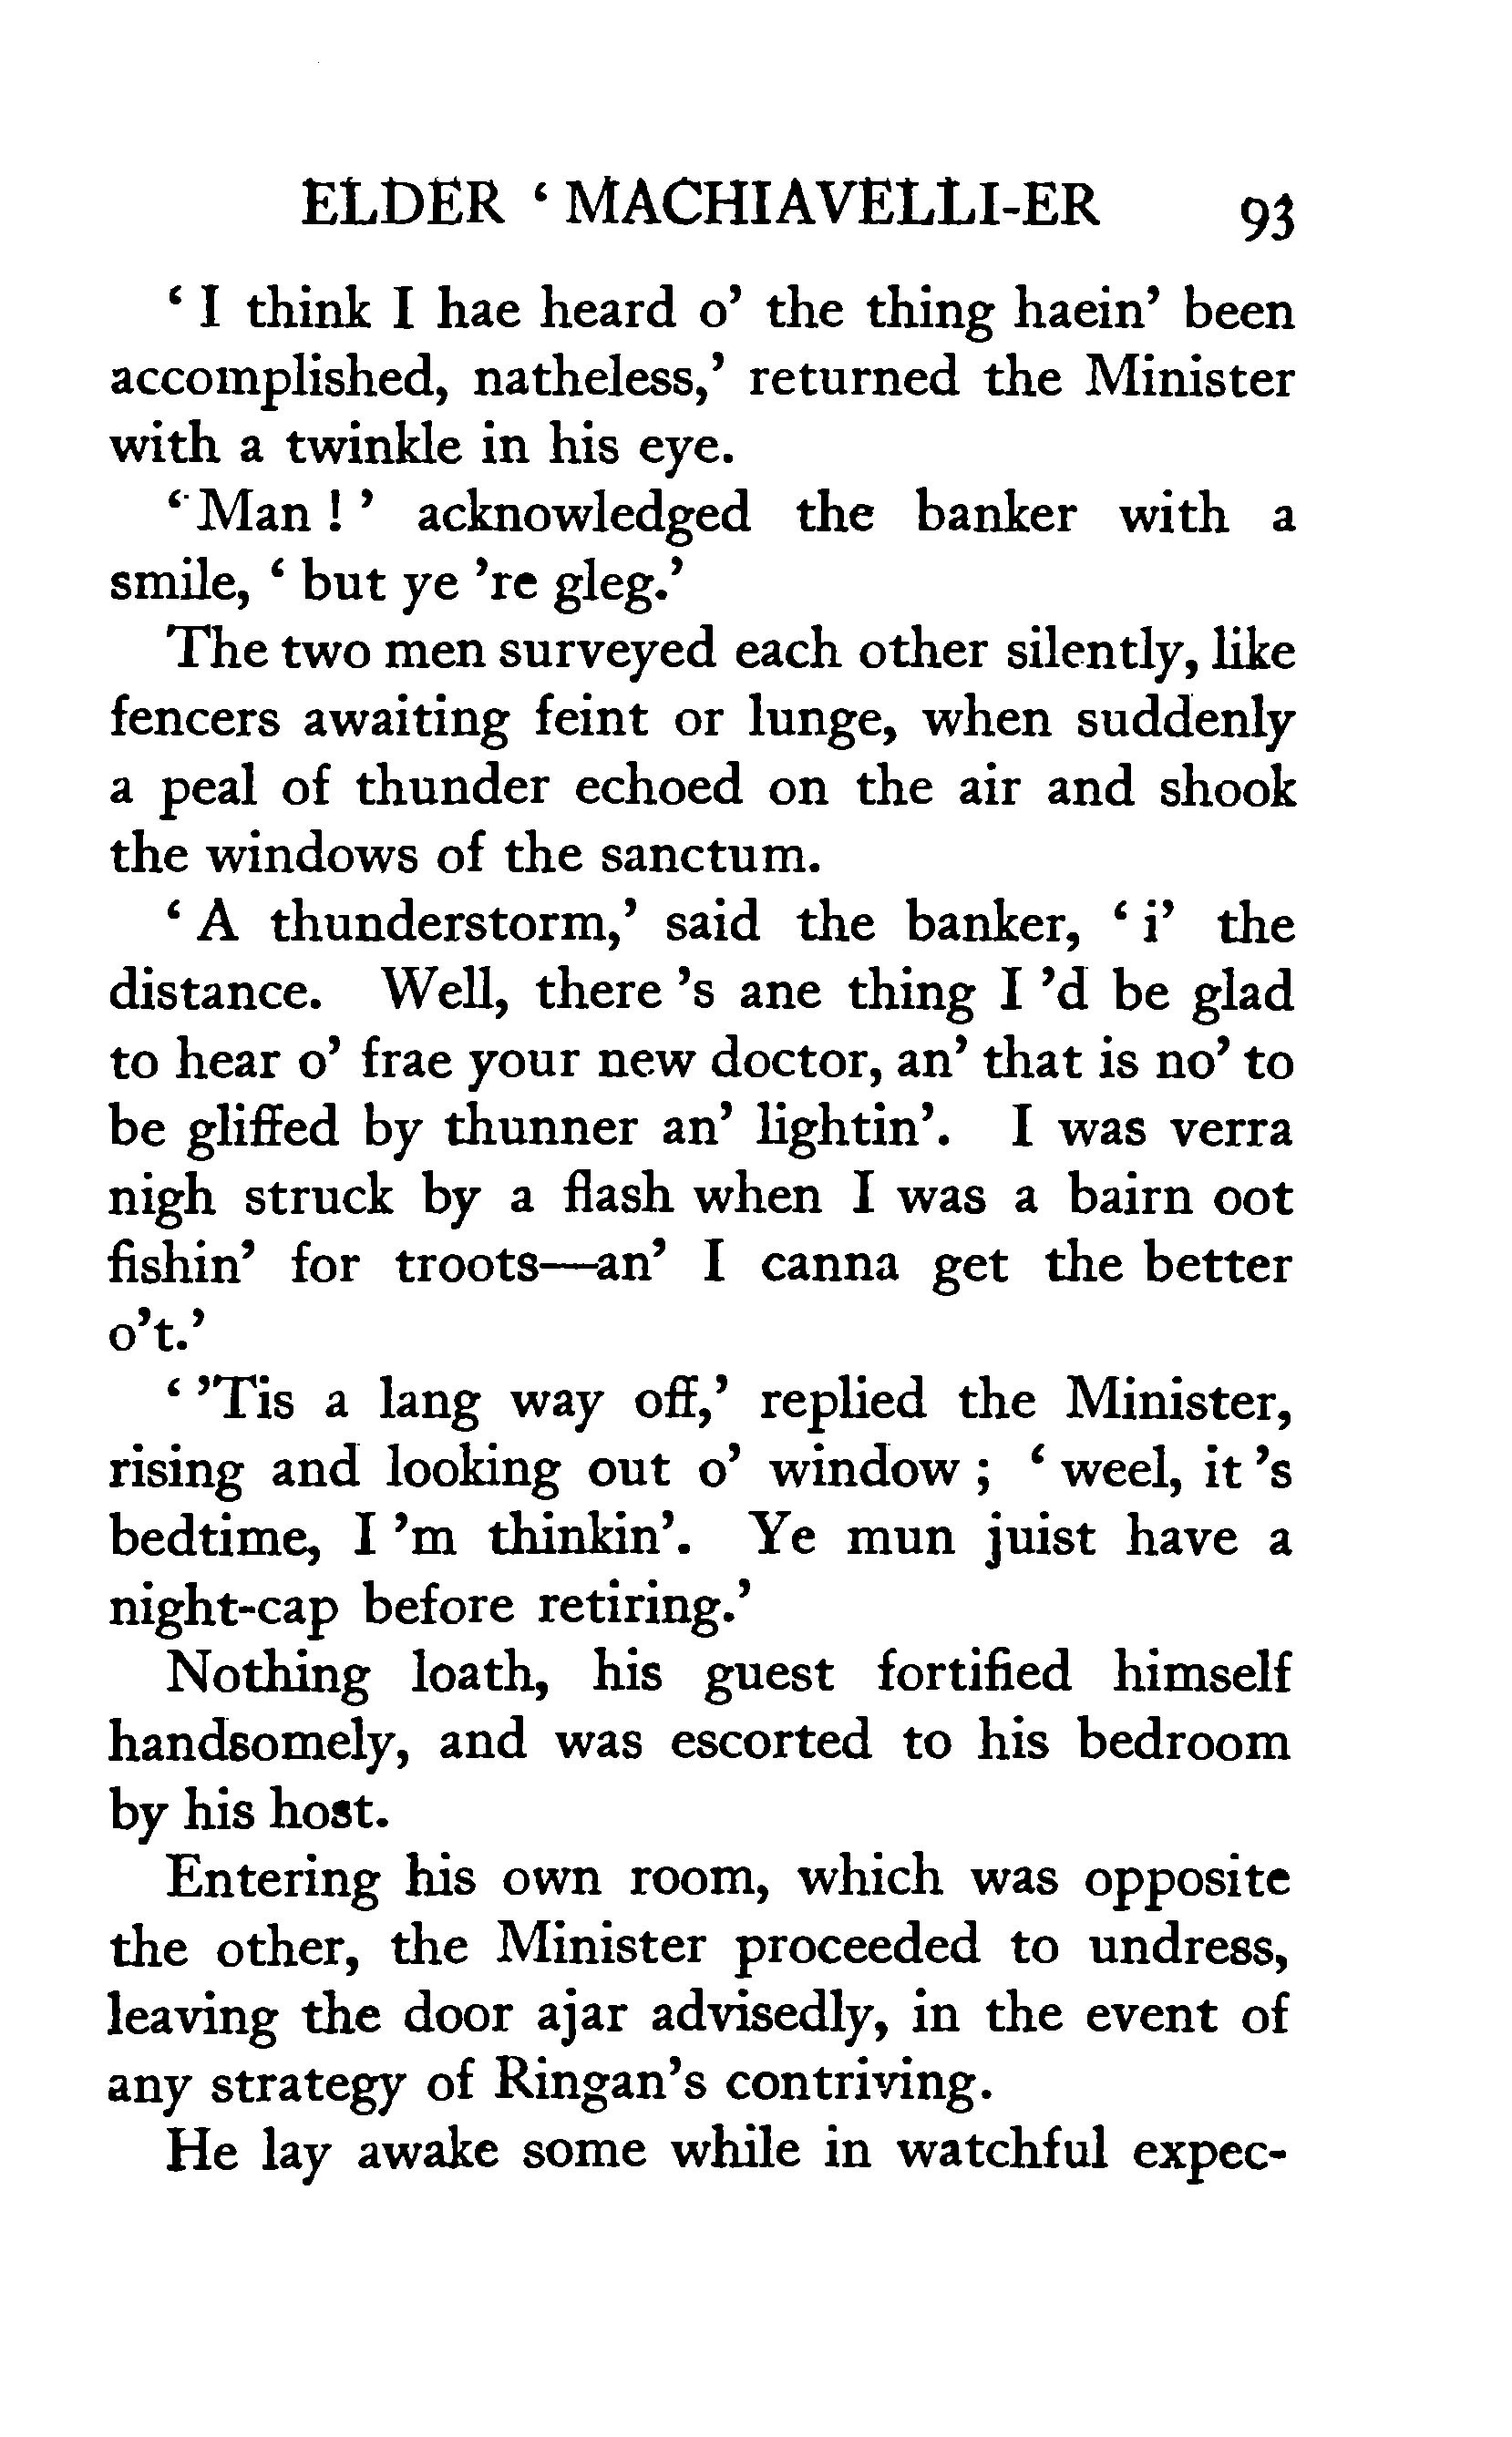 ELDER ‘ MACHIAVELLI-ER 93
‘ I think I hae heard o’ the thing haein’ been
accomplished, natheless,’ returned the Minister
with a twinkle in his eye.
‘ Man ! ’ acknowledged the banker with a
smile, ‘ but ye ’re gleg.’
The two men surveyed each other silently, like
fencers awaiting feint or lunge, when suddenly
a peal of thunder echoed on the air and shook
the windows of the sanctum.
‘ A thunderstorm,’ said the banker, ‘ i’ the
distance. Well, there ’s ane thing I ’d be glad
to hear o’ frae your new doctor, an’ that is no’ to
be gliffed by thunner an’ lightin’. I was verra
nigh struck by a flash when I was a bairn oot
fishin’ for troots—an’ I canna get the better
o’t.’
‘ ’Tis a lang way off,’ replied the Minister,
rising and looking out o’ window ; ‘ weel, it ’s
bedtime, I ’m thinkin’. Ye mun juist have a
night-cap before retiring.’
Nothing loath, his guest fortified himself
handsomely, and was escorted to his bedroom
by his host.
Entering his own room, which was opposite
the other, the Minister proceeded to undress,
leaving the door ajar advisedly, in the event of
any strategy of Ringan’s contriving.
He lay awake some while in watchful expec-